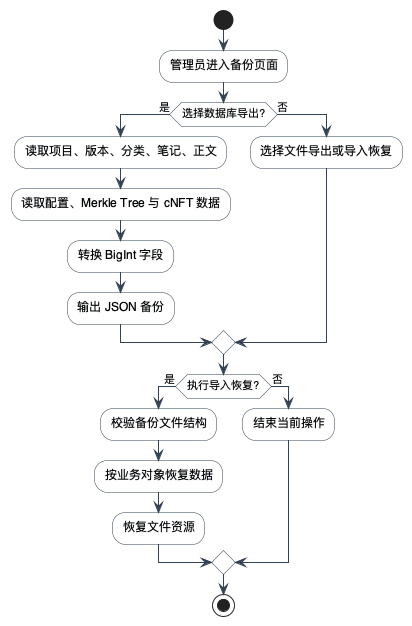 管理员进入备份页面
选择数据库导出?
是
否
读取项目、版本、分类、笔记、正文
选择文件导出或导入恢复
读取配置、Merkle Tree 与 cNFT 数据
转换 BigInt 字段
输出 JSON 备份
执行导入恢复?
是
否
校验备份文件结构
结束当前操作
按业务对象恢复数据
恢复文件资源